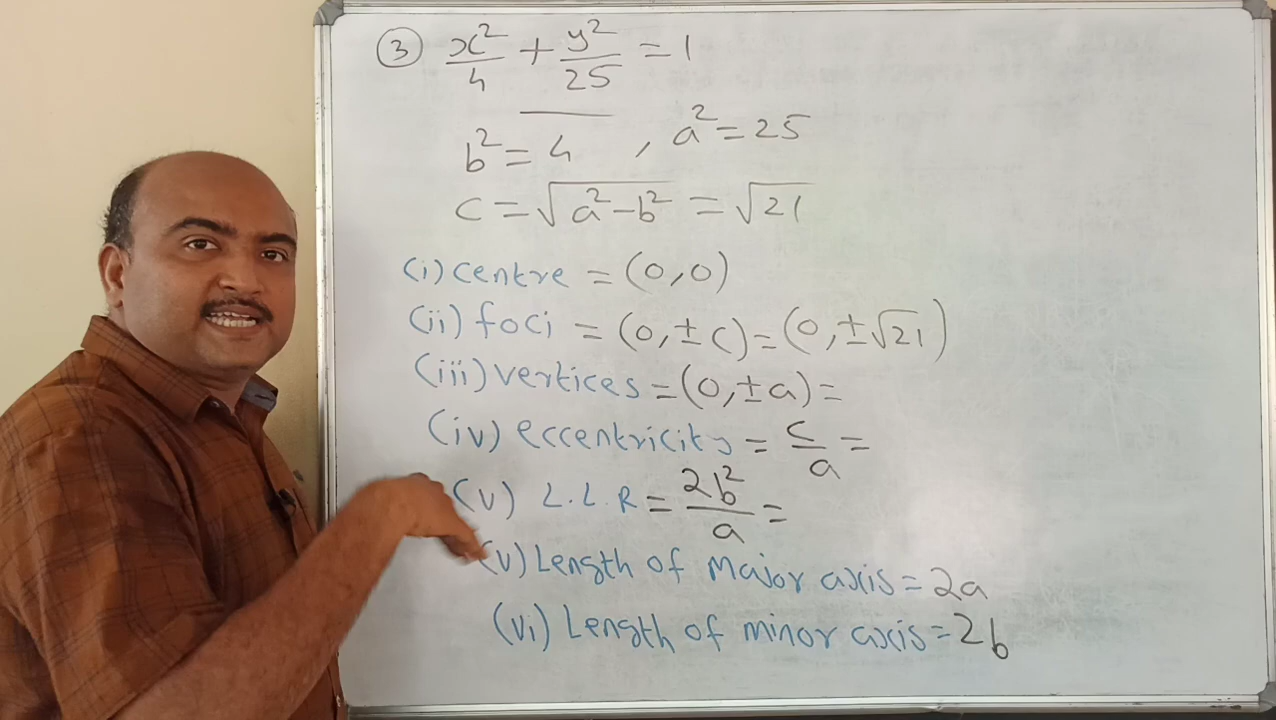 ③ x²/4 + y²/25 = 1
b² = 4 , a² = 25
c = √(a²-b²) = √21
(i) centre = (0,0)
(ii) foci = (0,±c) = (0,±√21)
(iii) vertices = (0,±a) =
(iv) eccentricity = c/a =
(v) L.L.R = 2b²/a =
(v) Length of major axis = 2a
(vi) Length of minor axis = 2b